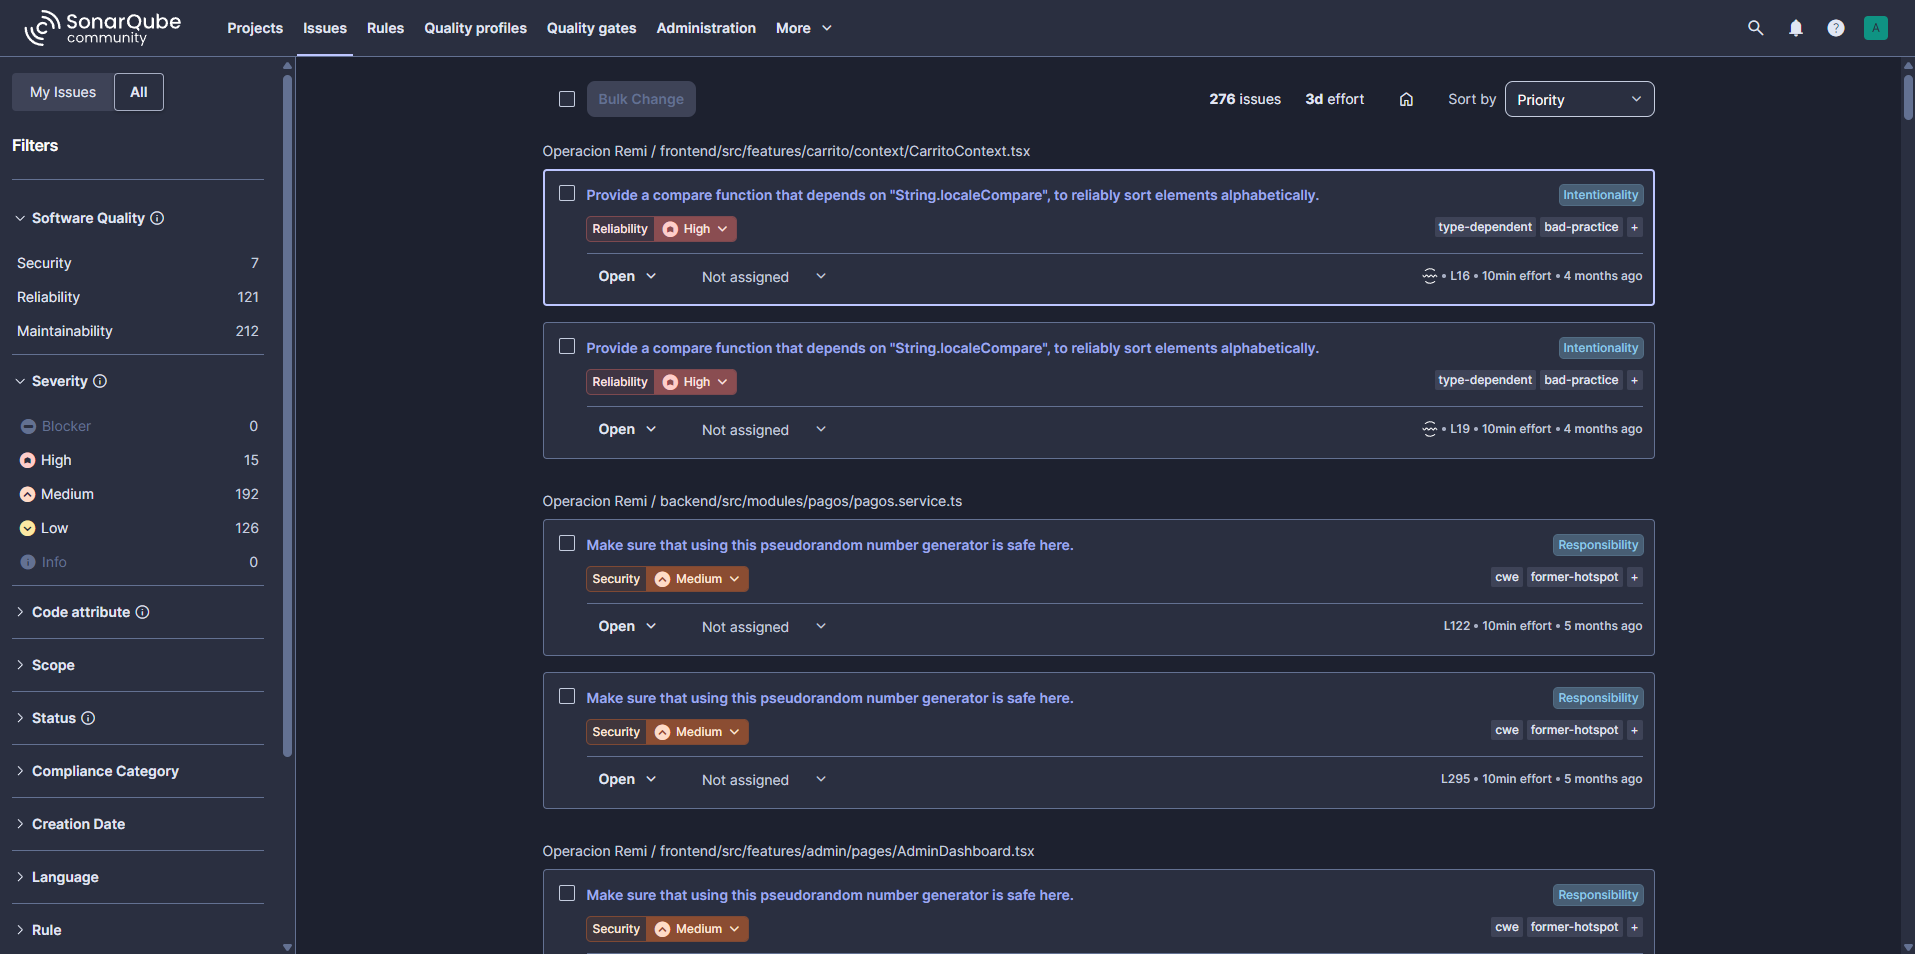 SonarQube community
Projects Issues Rules Quality profiles Quality gates Administration More
? A
My Issues All
Filters
Software Quality
Security 7
Reliability 121
Maintainability 212
Severity
Blocker 0
High 15
Medium 192
Low 126
Info 0
Code attribute
Scope
Status
Compliance Category
Creation Date
Language
Rule
Bulk Change 276 issues 3d effort Sort by Priority
Operacion Remi / frontend/src/features/carrito/context/CarritoContext.tsx
Provide a compare function that depends on "String.localeCompare", to reliably sort elements alphabetically. Intentionality
Reliability High type-dependent bad-practice +
Open Not assigned • L16 • 10min effort • 4 months ago
Provide a compare function that depends on "String.localeCompare", to reliably sort elements alphabetically. Intentionality
Reliability High type-dependent bad-practice +
Open Not assigned • L19 • 10min effort • 4 months ago
Operacion Remi / backend/src/modules/pagos/pagos.service.ts
Make sure that using this pseudorandom number generator is safe here. Responsibility
Security Medium cwe former-hotspot +
Open Not assigned L122 • 10min effort • 5 months ago
Make sure that using this pseudorandom number generator is safe here. Responsibility
Security Medium cwe former-hotspot +
Open Not assigned L295 • 10min effort • 5 months ago
Operacion Remi / frontend/src/features/admin/pages/AdminDashboard.tsx
Make sure that using this pseudorandom number generator is safe here. Responsibility
Security Medium cwe former-hotspot +